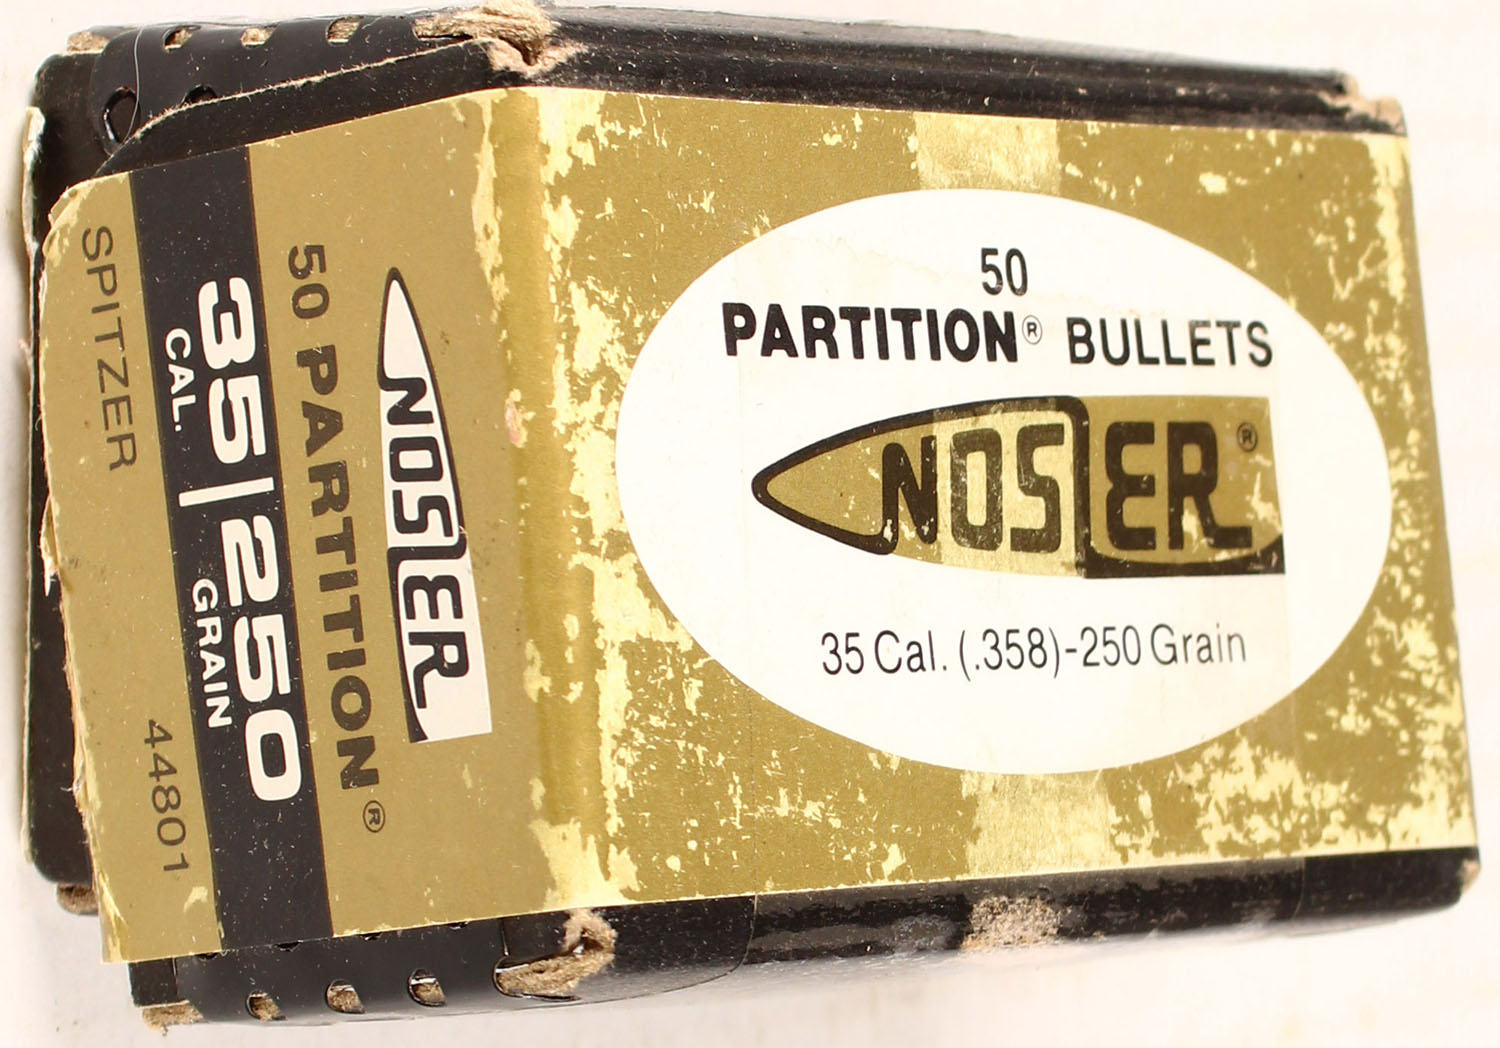 50
PARTITION® BULLETS
NOSLER®
35 Cal. (.358)-250 Grain
NOSLER
50 PARTITION®
35 | 250
CAL. GRAIN
SPITZER 44801